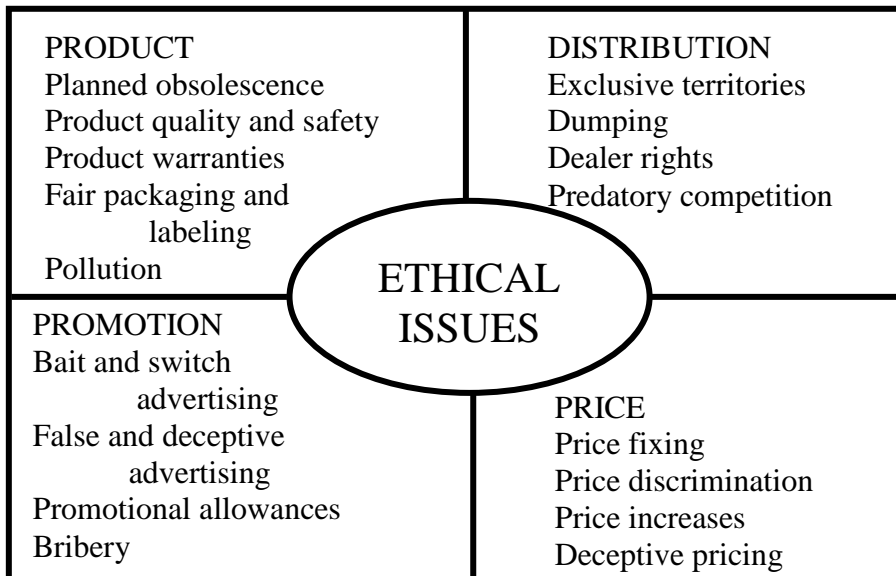 PRODUCT
Planned obsolescence
Product quality and safety
Product warranties
Fair packaging and
labeling
Pollution
DISTRIBUTION
Exclusive territories
Dumping
Dealer rights
Predatory competition
ETHICAL
ISSUES
PROMOTION
Bait and switch
advertising
False and deceptive
advertising
Promotional allowances
Bribery
PRICE
Price fixing
Price discrimination
Price increases
Deceptive pricing